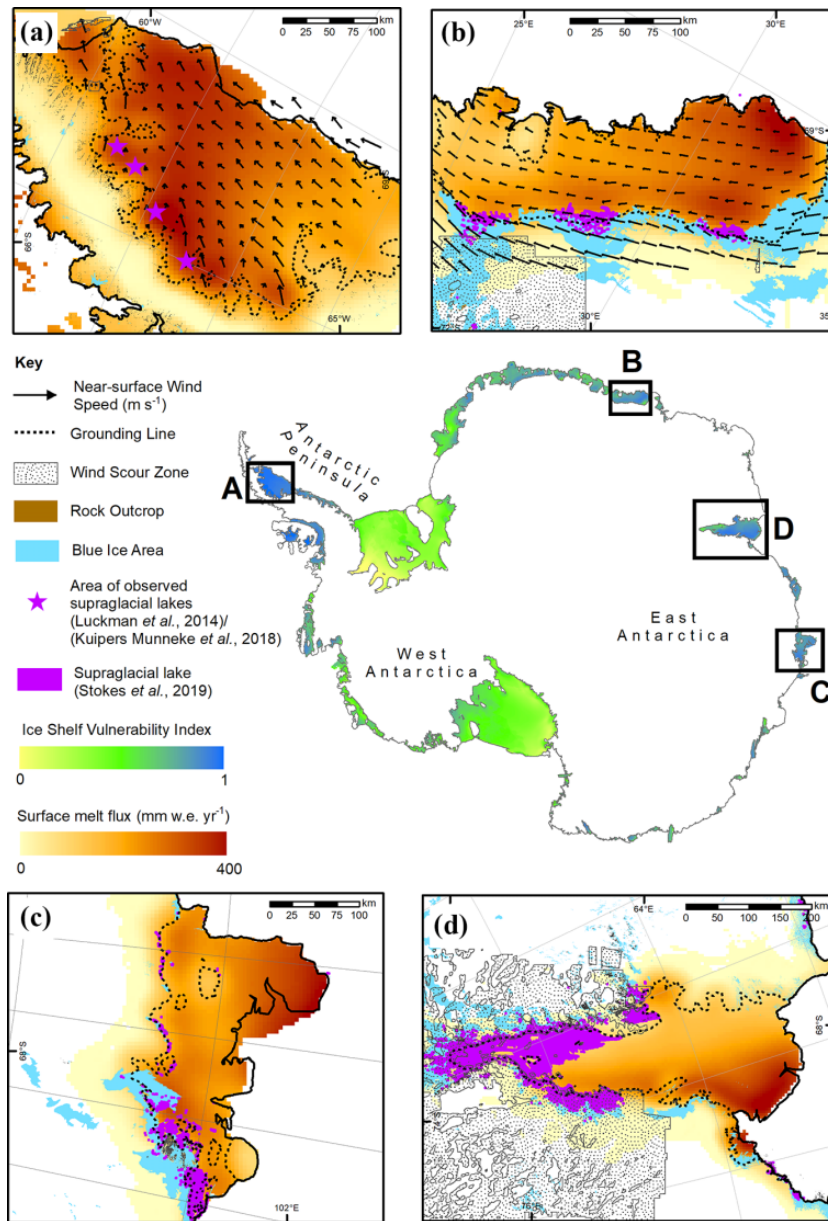 (a)
60°W
km
0 25 50 75 100
69°S
66°S
65°W
(b)
25°E
km
0 25 50 75 100
30°E
69°S
30°E
35
Key
Near-surface Wind
Speed (m s⁻¹)
Grounding Line
Wind Scour Zone
Rock Outcrop
Blue Ice Area
Area of observed
supraglacial lakes
(Luckman et al., 2014)/
(Kuipers Munneke et al., 2018)
Supraglacial lake
(Stokes et al., 2019)
Ice Shelf Vulnerability Index
0 1
Surface melt flux (mm w.e. yr⁻¹)
0 400
A
Antarctic
Peninsula
B
D
East
Antarctica
West
Antarctica
C
(c)
km
0 25 50 75 100
68°S
102°E
(d)
64°E
km
0 50 100 150 200
68°S